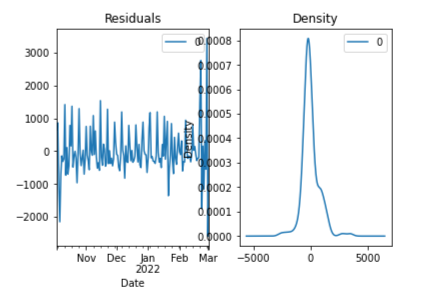 Residuals
Density
0
0
3000
2000
1000
0
−1000
−2000
0.0008
0.0007
0.0006
0.0005
0.0004
0.0003
0.0002
0.0001
0.0000
Density
Nov
Dec
Jan
2022
Feb
Mar
Date
−5000
0
5000